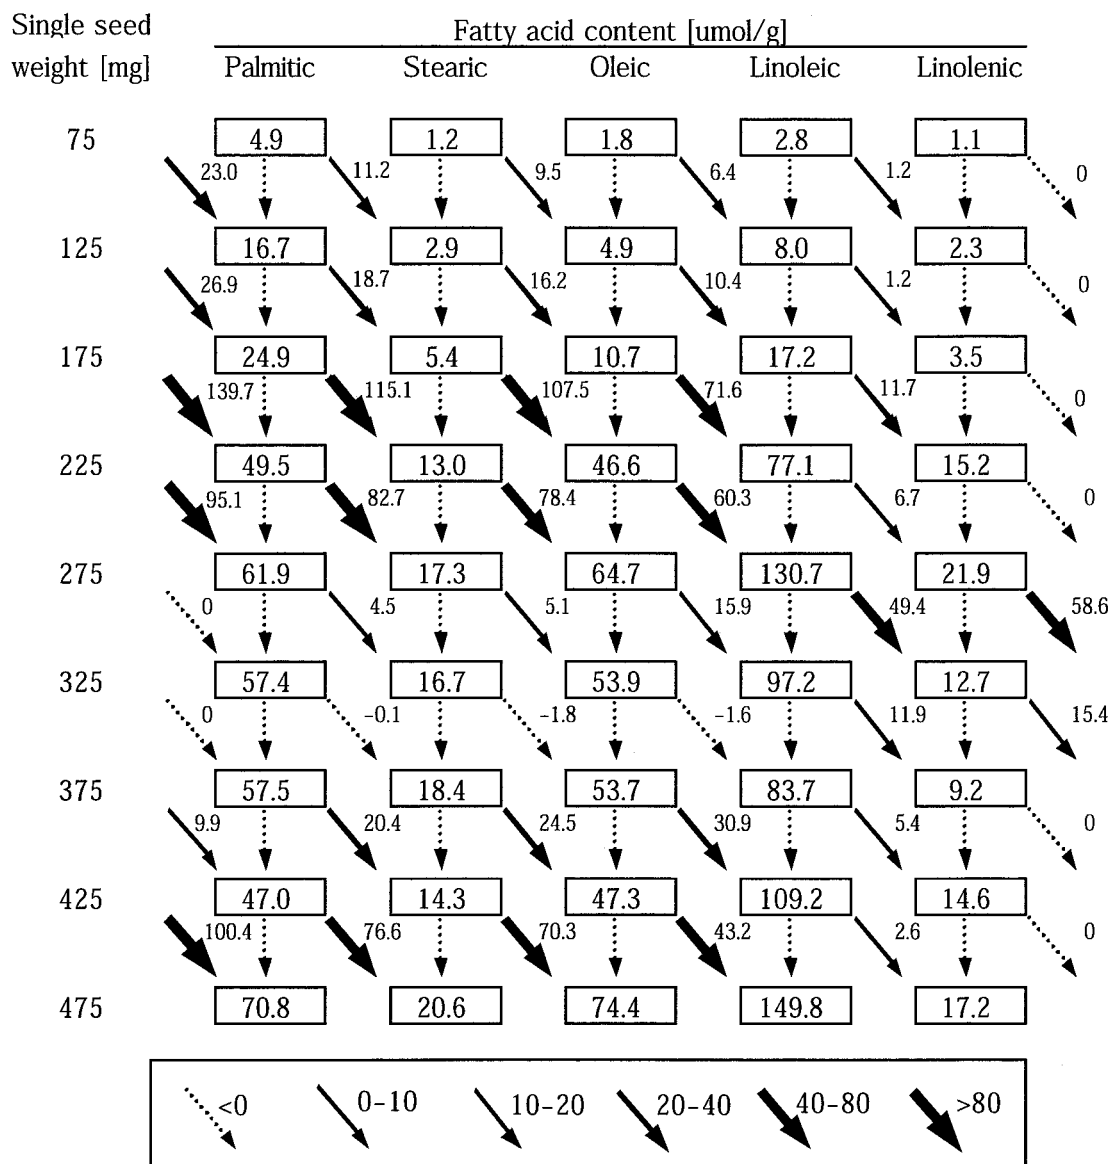 Single seed
Fatty acid content [umol/g]
weight [mg] Palmitic Stearic Oleic Linoleic Linolenic
75 4.9 1.2 1.8 2.8 1.1
23.0 11.2 9.5 6.4 1.2 0
125 16.7 2.9 4.9 8.0 2.3
26.9 18.7 16.2 10.4 1.2 0
175 24.9 5.4 10.7 17.2 3.5
139.7 115.1 107.5 71.6 11.7 0
225 49.5 13.0 46.6 77.1 15.2
95.1 82.7 78.4 60.3 6.7 0
275 61.9 17.3 64.7 130.7 21.9
0 4.5 5.1 15.9 49.4 58.6
325 57.4 16.7 53.9 97.2 12.7
0 -0.1 -1.8 -1.6 11.9 15.4
375 57.5 18.4 53.7 83.7 9.2
9.9 20.4 24.5 30.9 5.4 0
425 47.0 14.3 47.3 109.2 14.6
100.4 76.6 70.3 43.2 2.6 0
475 70.8 20.6 74.4 149.8 17.2
<0 0-10 10-20 20-40 40-80 >80